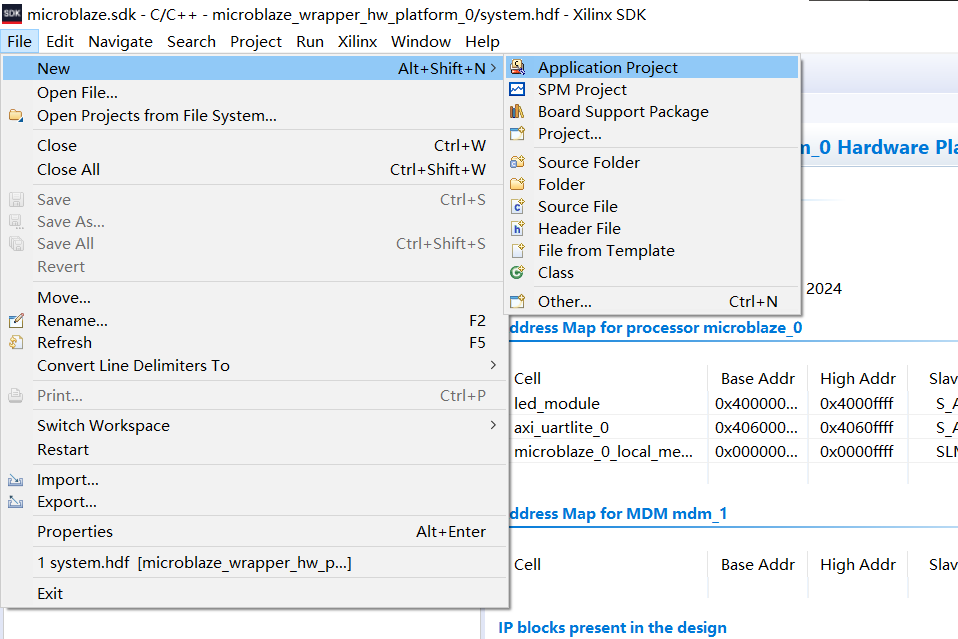 SDK microblaze.sdk - C/C++ - microblaze_wrapper_hw_platform_0/system.hdf - Xilinx SDK
File Edit Navigate Search Project Run Xilinx Window Help
New Alt+Shift+N
Open File...
Open Projects from File System...
Close Ctrl+W
Close All Ctrl+Shift+W
Save Ctrl+S
Save As...
Save All Ctrl+Shift+S
Revert
Move...
Rename... F2
Refresh F5
Convert Line Delimiters To
Print... Ctrl+P
Switch Workspace
Restart
Import...
Export...
Properties Alt+Enter
1 system.hdf [microblaze_wrapper_hw_p...]
Exit
Application Project
SPM Project
Board Support Package
Project...
Source Folder
Folder
Source File
Header File
File from Template
Class
Other... Ctrl+N
m_0 Hardware Pla
2024
ddress Map for processor microblaze_0
Cell Base Addr High Addr Slav
led_module 0x400000... 0x4000ffff S_A
axi_uartlite_0 0x406000... 0x4060ffff S_A
microblaze_0_local_me... 0x000000... 0x0000ffff SLM
ddress Map for MDM mdm_1
Cell Base Addr High Addr Slav
IP blocks present in the design